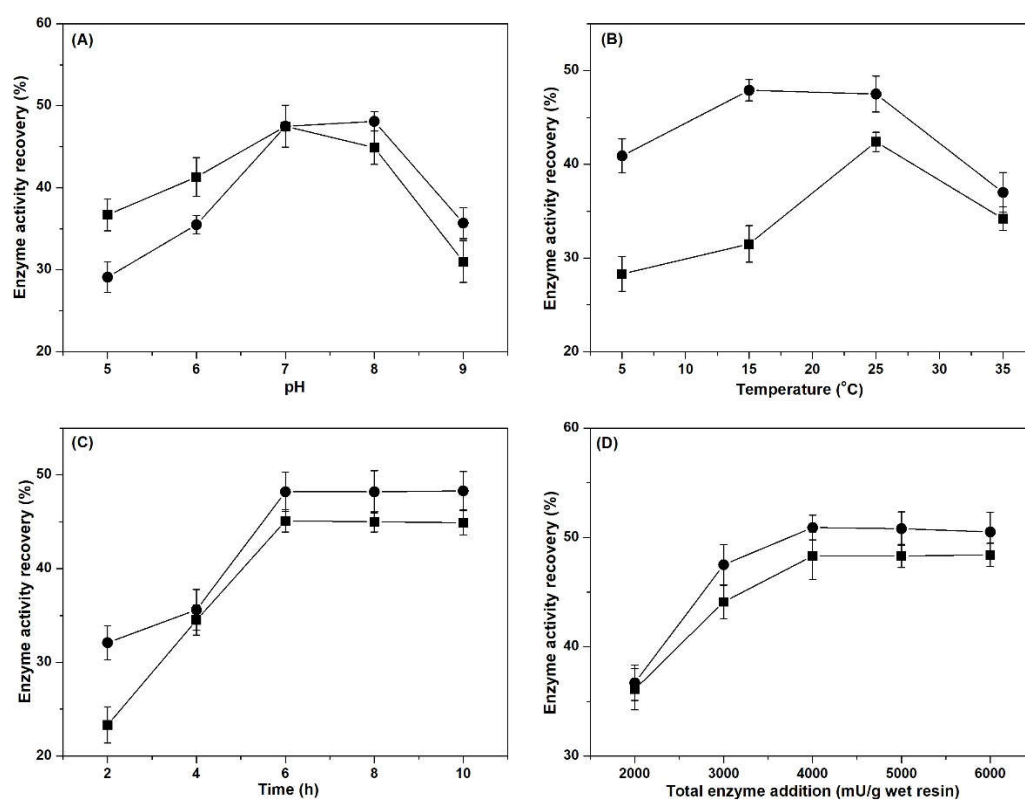 (A)
Enzyme activity recovery (%)
60
50
40
30
20
5 6 7 8 9
pH
(B)
Enzyme activity recovery (%)
50
40
30
20
5 10 15 20 25 30 35
Temperature (°C)
(C)
Enzyme activity recovery (%)
50
40
30
20
2 4 6 8 10
Time (h)
(D)
Enzyme activity recovery (%)
60
50
40
30
2000 3000 4000 5000 6000
Total enzyme addition (mU/g wet resin)